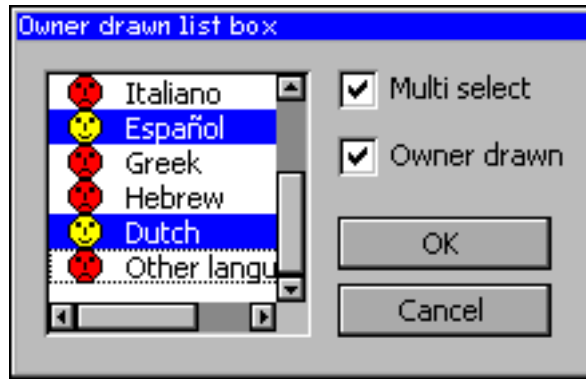 Owner drawn list box
Italiano
Español
Greek
Hebrew
Dutch
Other langu
Multi select
Owner drawn
OK
Cancel